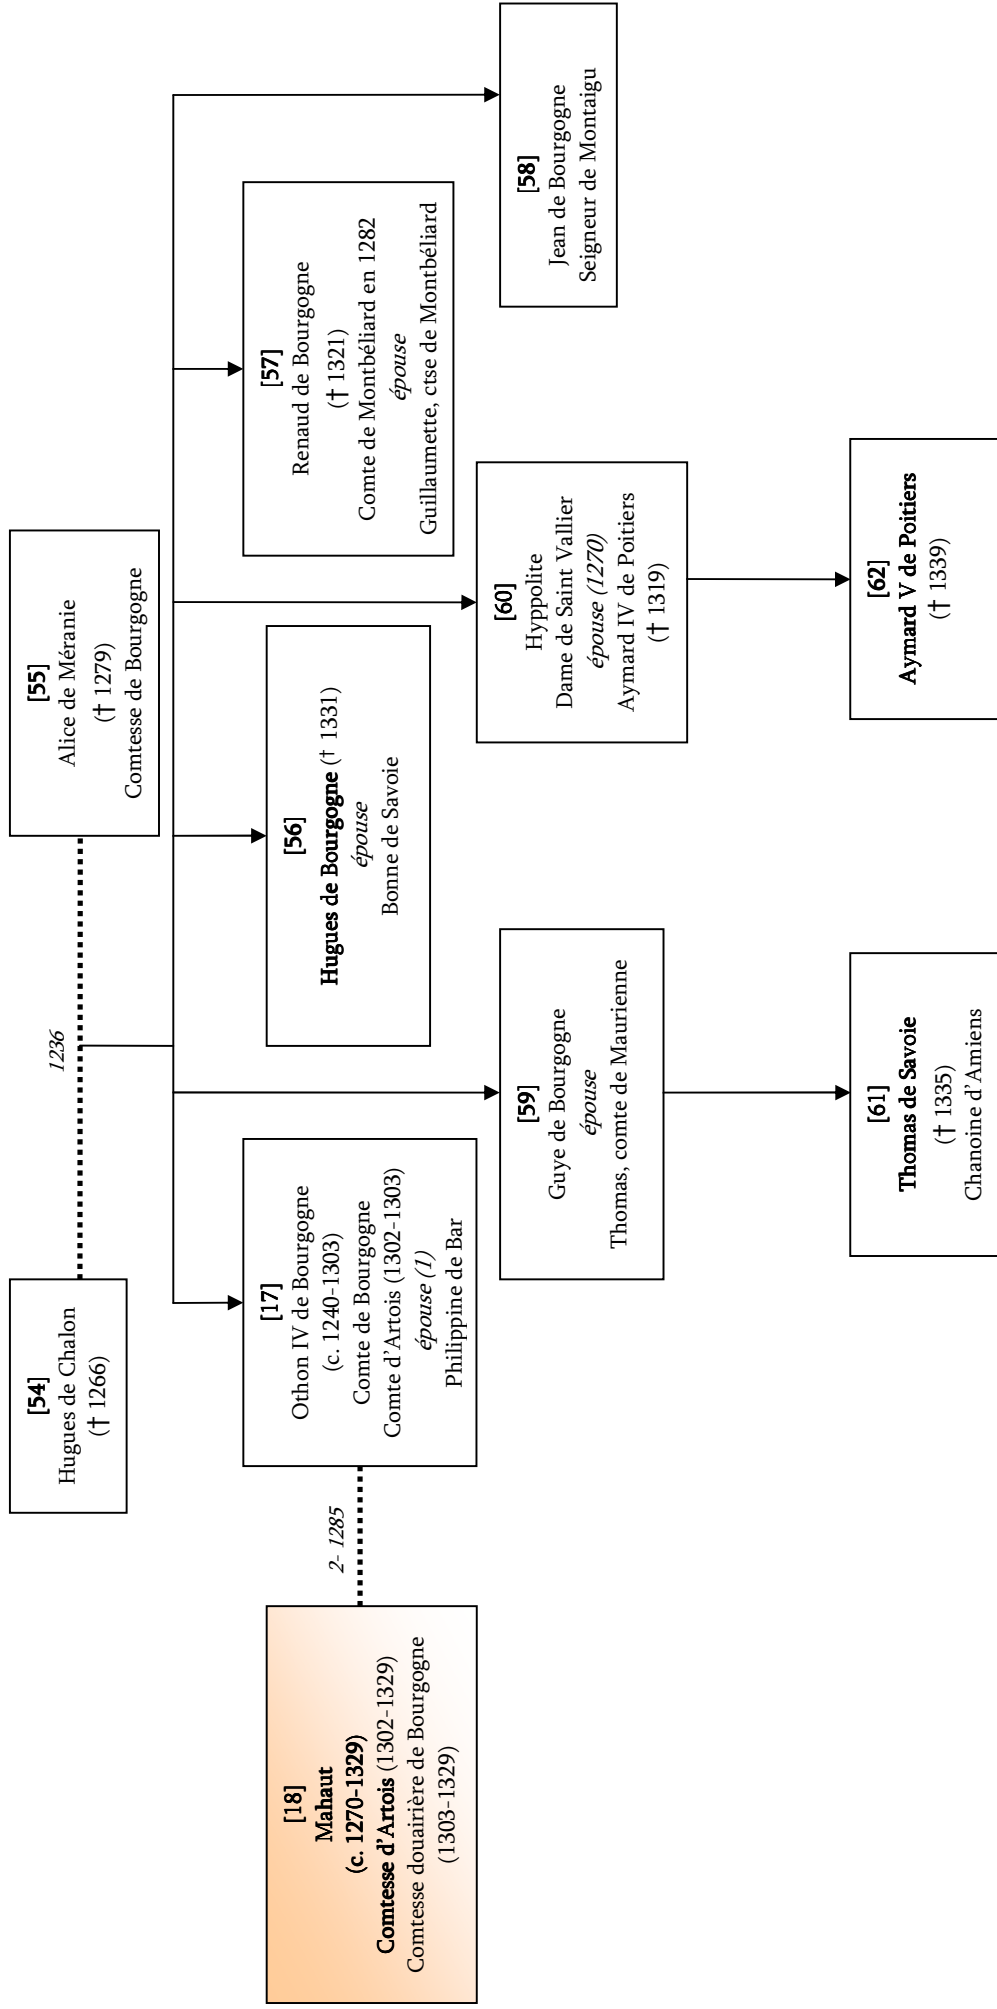 [54]
Hugues de Chalon
(† 1266)
1236
[55]
Alice de Méranie
(† 1279)
Comtesse de Bourgogne
[18]
Mahaut
(c. 1270-1329)
Comtesse d'Artois (1302-1329)
Comtesse douairière de Bourgogne
(1303-1329)
2- 1285
[17]
Othon IV de Bourgogne
(c. 1240-1303)
Comte de Bourgogne
Comte d'Artois (1302-1303)
épouse (1)
Philippine de Bar
[56]
Hugues de Bourgogne († 1331)
épouse
Bonne de Savoie
[57]
Renaud de Bourgogne
(† 1321)
Comte de Montbéliard en 1282
épouse
Guillaumette, ctse de Montbéliard
[59]
Guye de Bourgogne
épouse
Thomas, comte de Maurienne
[60]
Hyppolite
Dame de Saint Vallier
épouse (1270)
Aymard IV de Poitiers
(† 1319)
[58]
Jean de Bourgogne
Seigneur de Montaigu
[61]
Thomas de Savoie
(† 1335)
Chanoine d'Amiens
[62]
Aymard V de Poitiers
(† 1339)